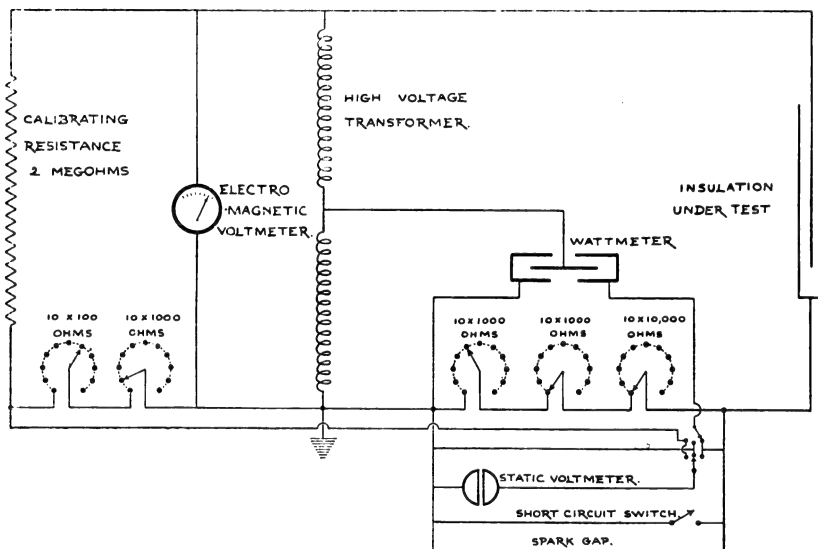 CALIBRATING
RESISTANCE
2 MEGOHMS
HIGH VOLTAGE
TRANSFORMER.
ELECTRO
-MAGNETIC
VOLTMETER.
INSULATION
UNDER TEST
WATTMETER
10 X 100
OHMS
10 X 1000
OHMS
10 X 1000
OHMS
10 X 1000
OHMS
10 X 10,000
OHMS
STATIC VOLTMETER.
SHORT CIRCUIT SWITCH.
SPARK GAP.